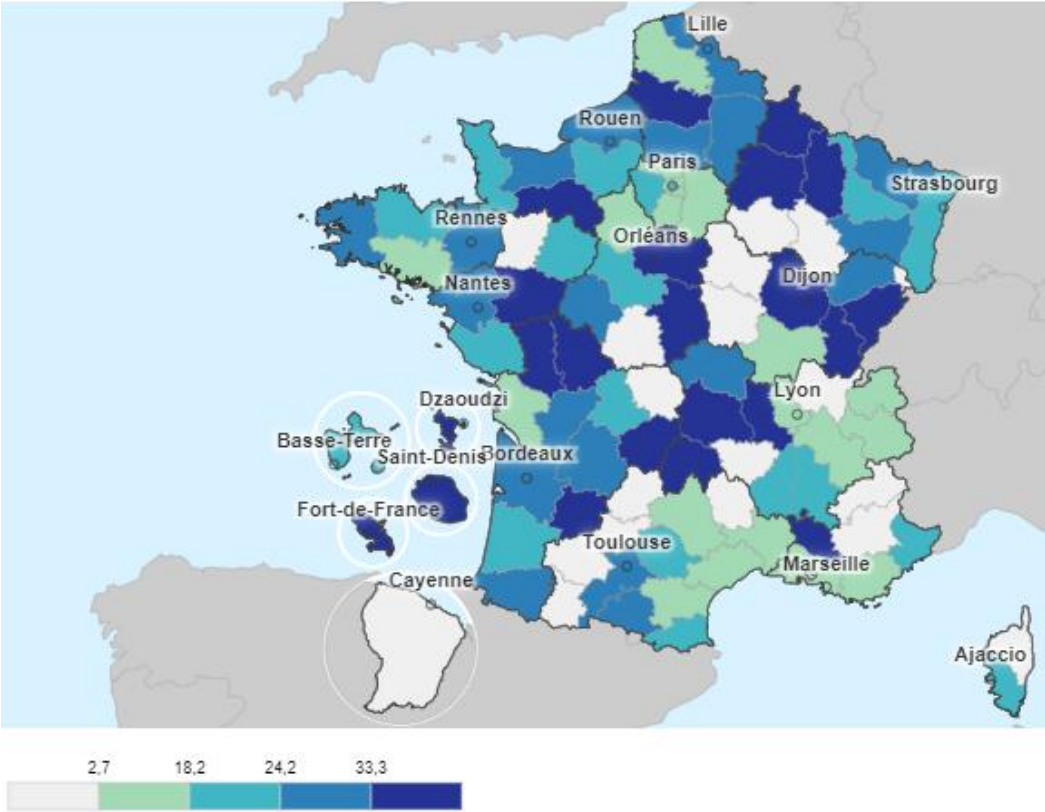 Lille
Rouen
Paris
Strasbourg
Rennes
Orléans
Nantes
Dijon
Lyon
Dzaoudzi
Basse-Terre
Saint-Denis
Bordeaux
Fort-de-France
Toulouse
Marseille
Cayenne
Ajaccio
2,7 18,2 24,2 33,3